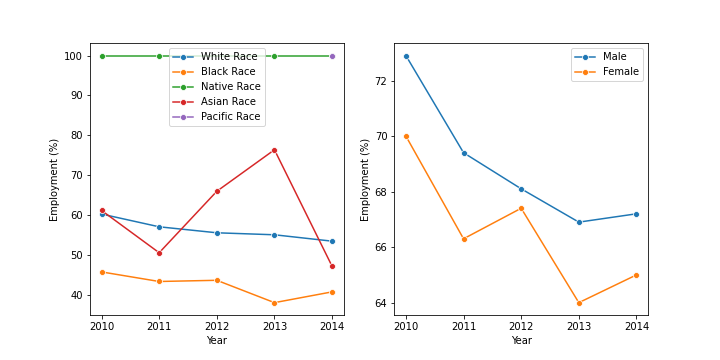 White Race
Black Race
Native Race
Asian Race
Pacific Race
100
90
80
70
60
50
40
Employment (%)
2010 2011 2012 2013 2014
Year
Male
Female
72
70
68
66
64
Employment (%)
2010 2011 2012 2013 2014
Year